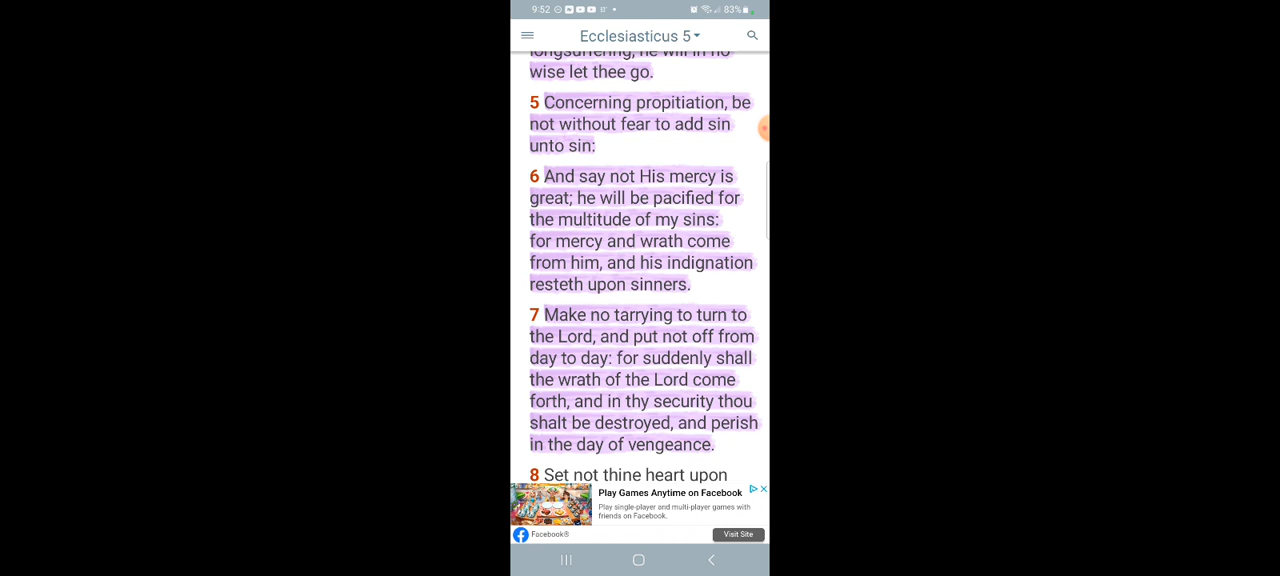 9:52
83%
Ecclesiasticus 5
longsuffering, he will in no
wise let thee go.
5 Concerning propitiation, be
not without fear to add sin
unto sin:
6 And say not His mercy is
great; he will be pacified for
the multitude of my sins:
for mercy and wrath come
from him, and his indignation
resteth upon sinners.
7 Make no tarrying to turn to
the Lord, and put not off from
day to day: for suddenly shall
the wrath of the Lord come
forth, and in thy security thou
shalt be destroyed, and perish
in the day of vengeance.
8 Set not thine heart upon
Play Games Anytime on Facebook
Play single-player and multi-player games with
friends on Facebook.
Facebook®
Visit Site